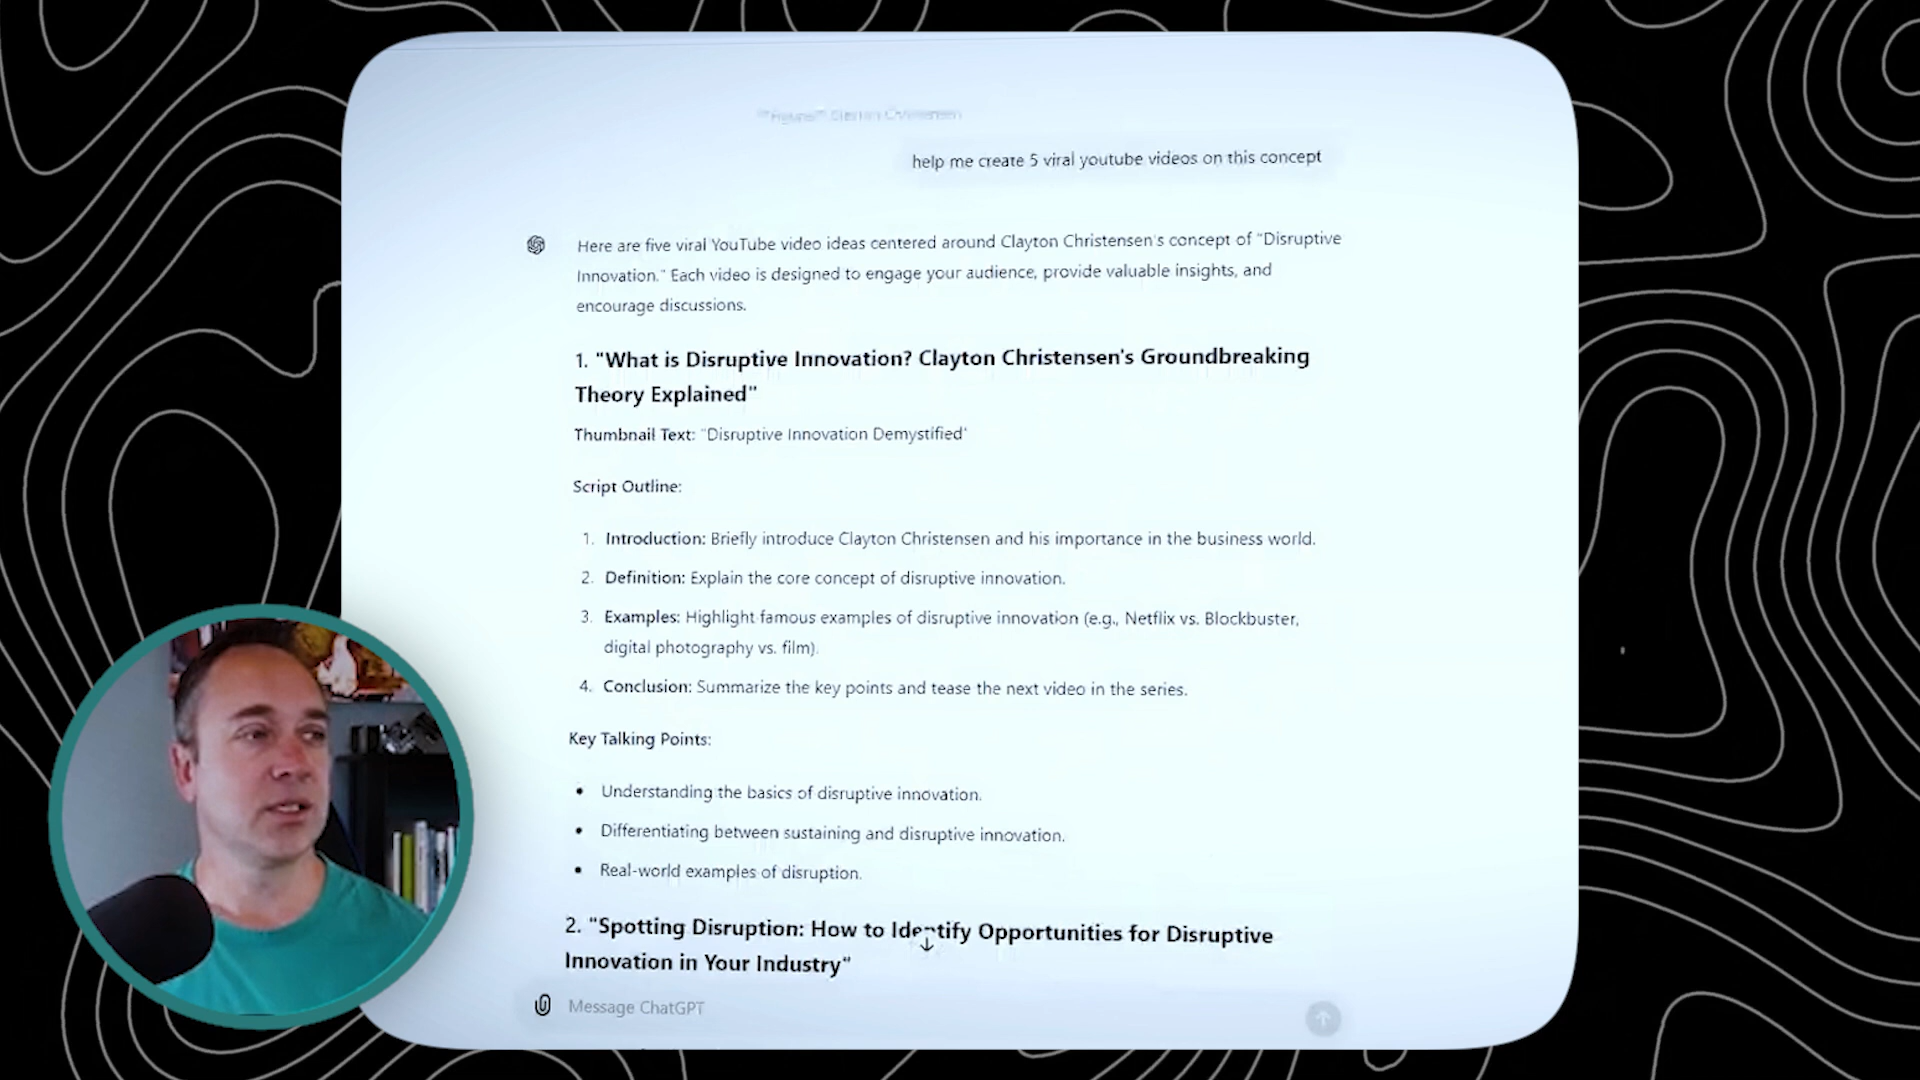 Clayton Christensen
help me create 5 viral youtube videos on this concept
Here are five viral YouTube video ideas centered around Clayton Christensen's concept of "Disruptive
Innovation." Each video is designed to engage your audience, provide valuable insights, and
encourage discussions.
1. "What is Disruptive Innovation? Clayton Christensen's Groundbreaking
Theory Explained"
Thumbnail Text: "Disruptive Innovation Demystified"
Script Outline:
1. Introduction: Briefly introduce Clayton Christensen and his importance in the business world.
2. Definition: Explain the core concept of disruptive innovation.
3. Examples: Highlight famous examples of disruptive innovation (e.g., Netflix vs. Blockbuster,
digital photography vs. film).
4. Conclusion: Summarize the key points and tease the next video in the series.
Key Talking Points:
• Understanding the basics of disruptive innovation.
• Differentiating between sustaining and disruptive innovation.
• Real-world examples of disruption.
2. "Spotting Disruption: How to Identify Opportunities for Disruptive
Innovation in Your Industry"
Message ChatGPT